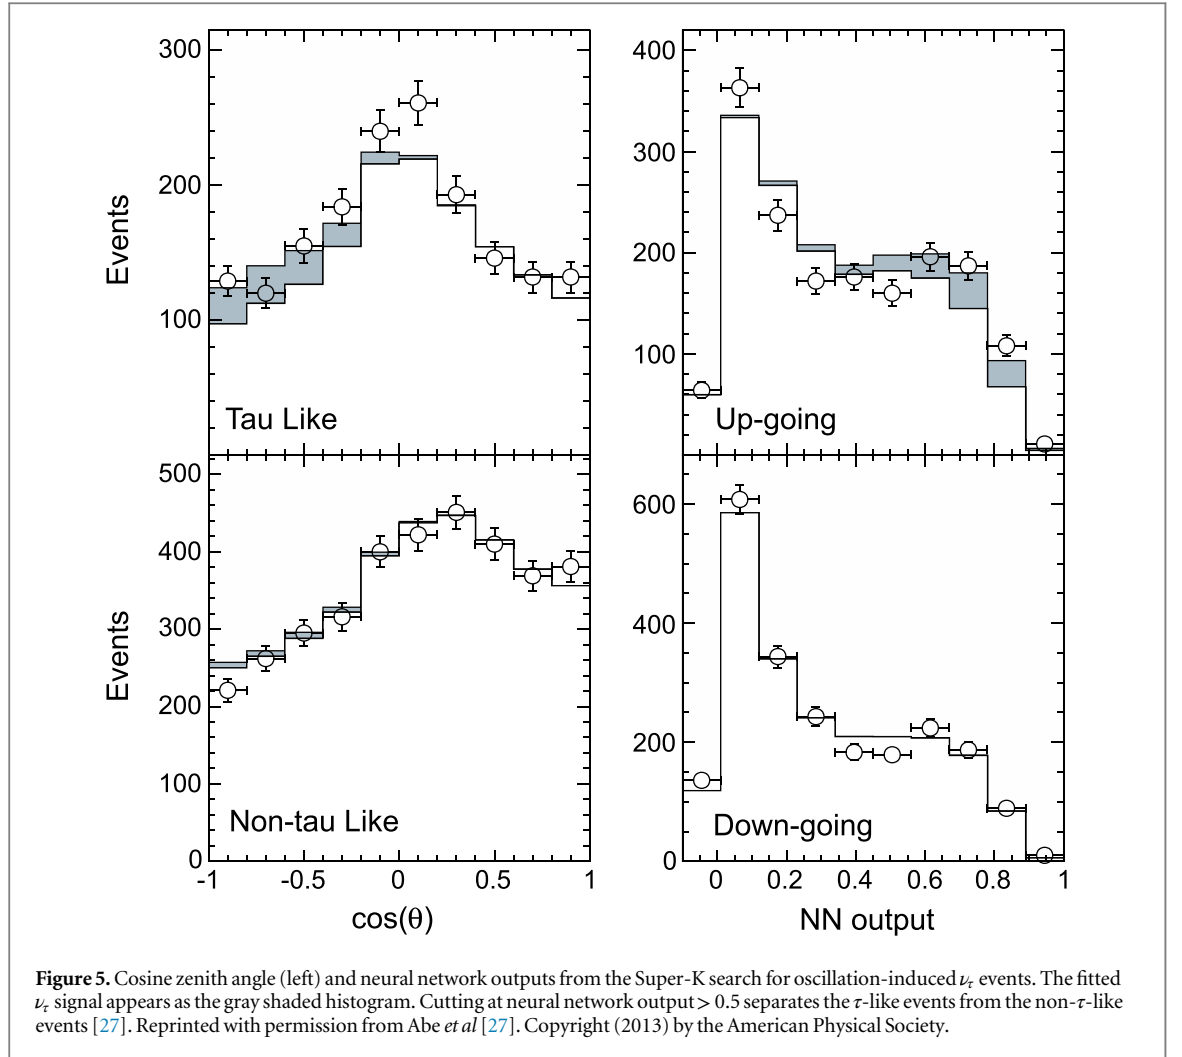 300
200
100
Events
Tau Like
400
300
200
100
Up-going
500
400
300
200
100
0
Events
Non-tau Like
-1 -0.5 0 0.5 1
cos(θ)
600
400
200
0
Down-going
0 0.2 0.4 0.6 0.8 1
NN output
Figure 5. Cosine zenith angle (left) and neural network outputs from the Super-K search for oscillation-induced ντ events. The fitted
ντ signal appears as the gray shaded histogram. Cutting at neural network output > 0.5 separates the τ-like events from the non-τ-like
events [27]. Reprinted with permission from Abe et al [27]. Copyright (2013) by the American Physical Society.